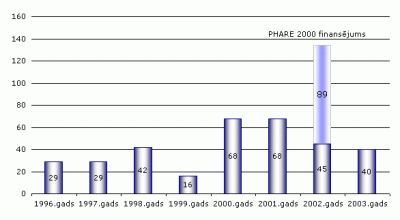 160
140
PHARE 2000 finansējums
120
100
89
80
60
40
20
0
29
29
42
16
68
68
45
40
1996.gads
1997.gads
1998.gads
1999.gads
2000.gads
2001.gads
2002.gads
2003.gads